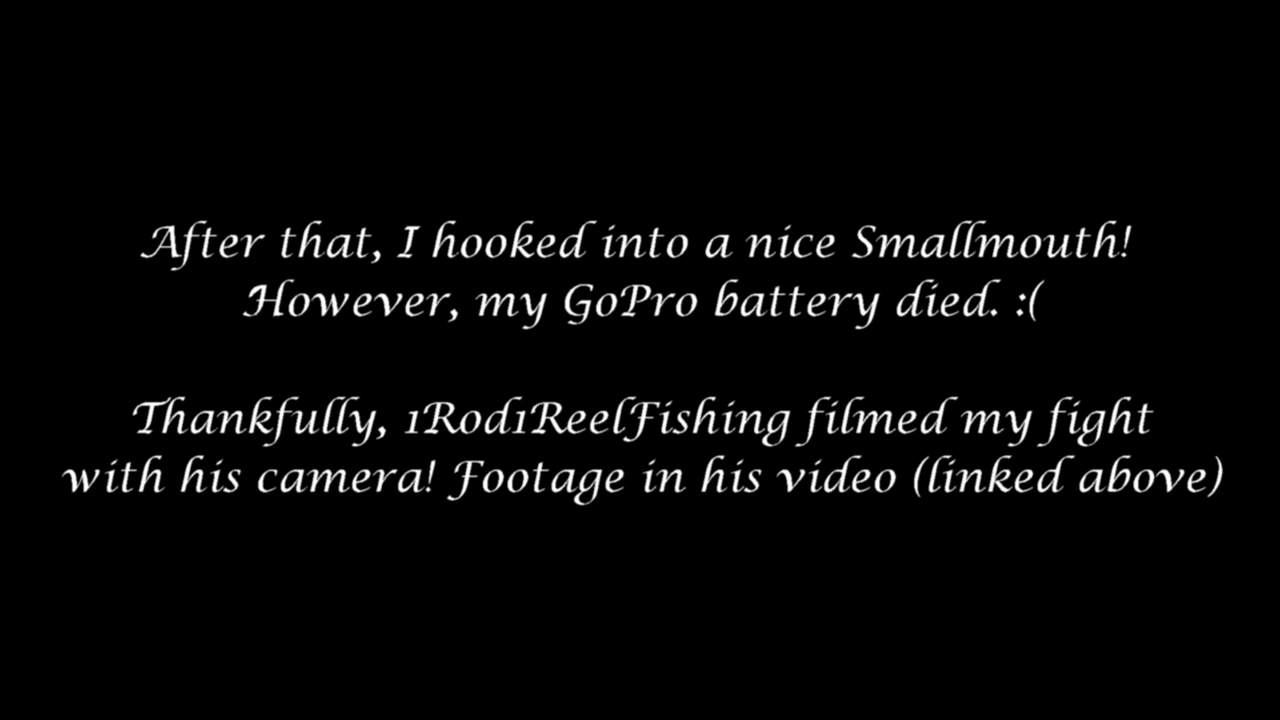 After that, I hooked into a nice Smallmouth!
However, my GoPro battery died. :(
Thankfully, 1Rod1ReelFishing filmed my fight
with his camera! Footage in his video (linked above)